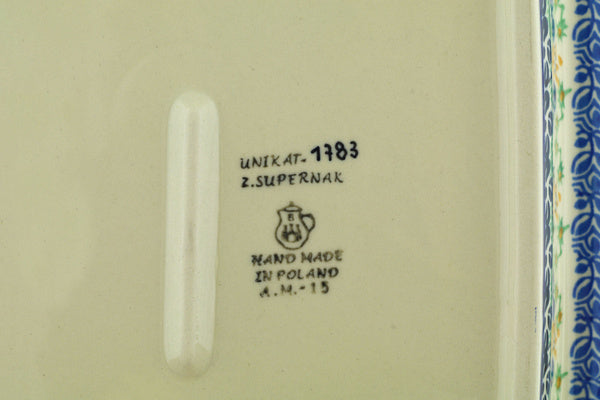 UNIKAT-1783
Z.SUPERNAK
B
HAND MADE
IN POLAND
A.M.-15